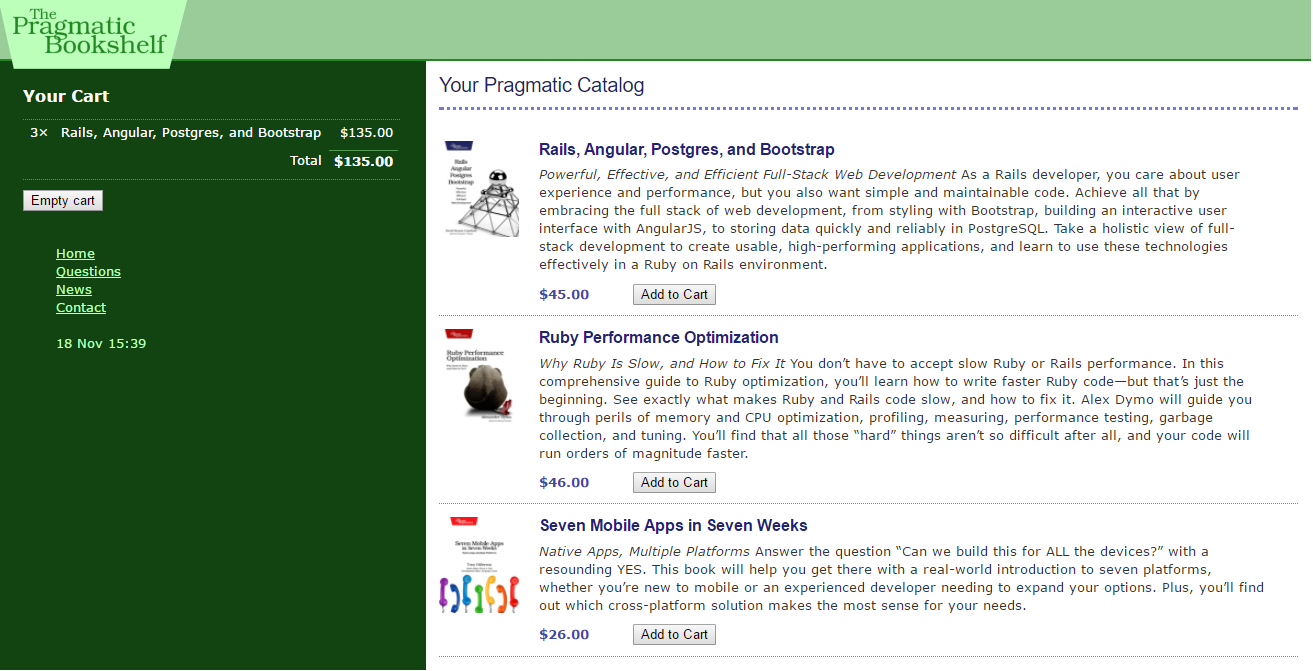 The
Pragmatic
Bookshelf
Your Cart
3× Rails, Angular, Postgres, and Bootstrap $135.00
Total $135.00
Empty cart
Home
Questions
News
Contact
18 Nov 15:39
Your Pragmatic Catalog
Rails
Angular
Postgres
Bootstrap
Rails, Angular, Postgres, and Bootstrap
Powerful, Effective, and Efficient Full-Stack Web Development As a Rails developer, you care about user
experience and performance, but you also want simple and maintainable code. Achieve all that by
embracing the full stack of web development, from styling with Bootstrap, building an interactive user
interface with AngularJS, to storing data quickly and reliably in PostgreSQL. Take a holistic view of full-
stack development to create usable, high-performing applications, and learn to use these technologies
effectively in a Ruby on Rails environment.
$45.00 Add to Cart
Ruby Performance
Optimization
Ruby Performance Optimization
Why Ruby Is Slow, and How to Fix It You don’t have to accept slow Ruby or Rails performance. In this
comprehensive guide to Ruby optimization, you’ll learn how to write faster Ruby code—but that’s just the
beginning. See exactly what makes Ruby and Rails code slow, and how to fix it. Alex Dymo will guide you
through perils of memory and CPU optimization, profiling, measuring, performance testing, garbage
collection, and tuning. You’ll find that all those “hard” things aren’t so difficult after all, and your code will
run orders of magnitude faster.
$46.00 Add to Cart
Seven Mobile Apps
in Seven Weeks
Seven Mobile Apps in Seven Weeks
Native Apps, Multiple Platforms Answer the question “Can we build this for ALL the devices?” with a
resounding YES. This book will help you get there with a real-world introduction to seven platforms,
whether you’re new to mobile or an experienced developer needing to expand your options. Plus, you’ll find
out which cross-platform solution makes the most sense for your needs.
$26.00 Add to Cart